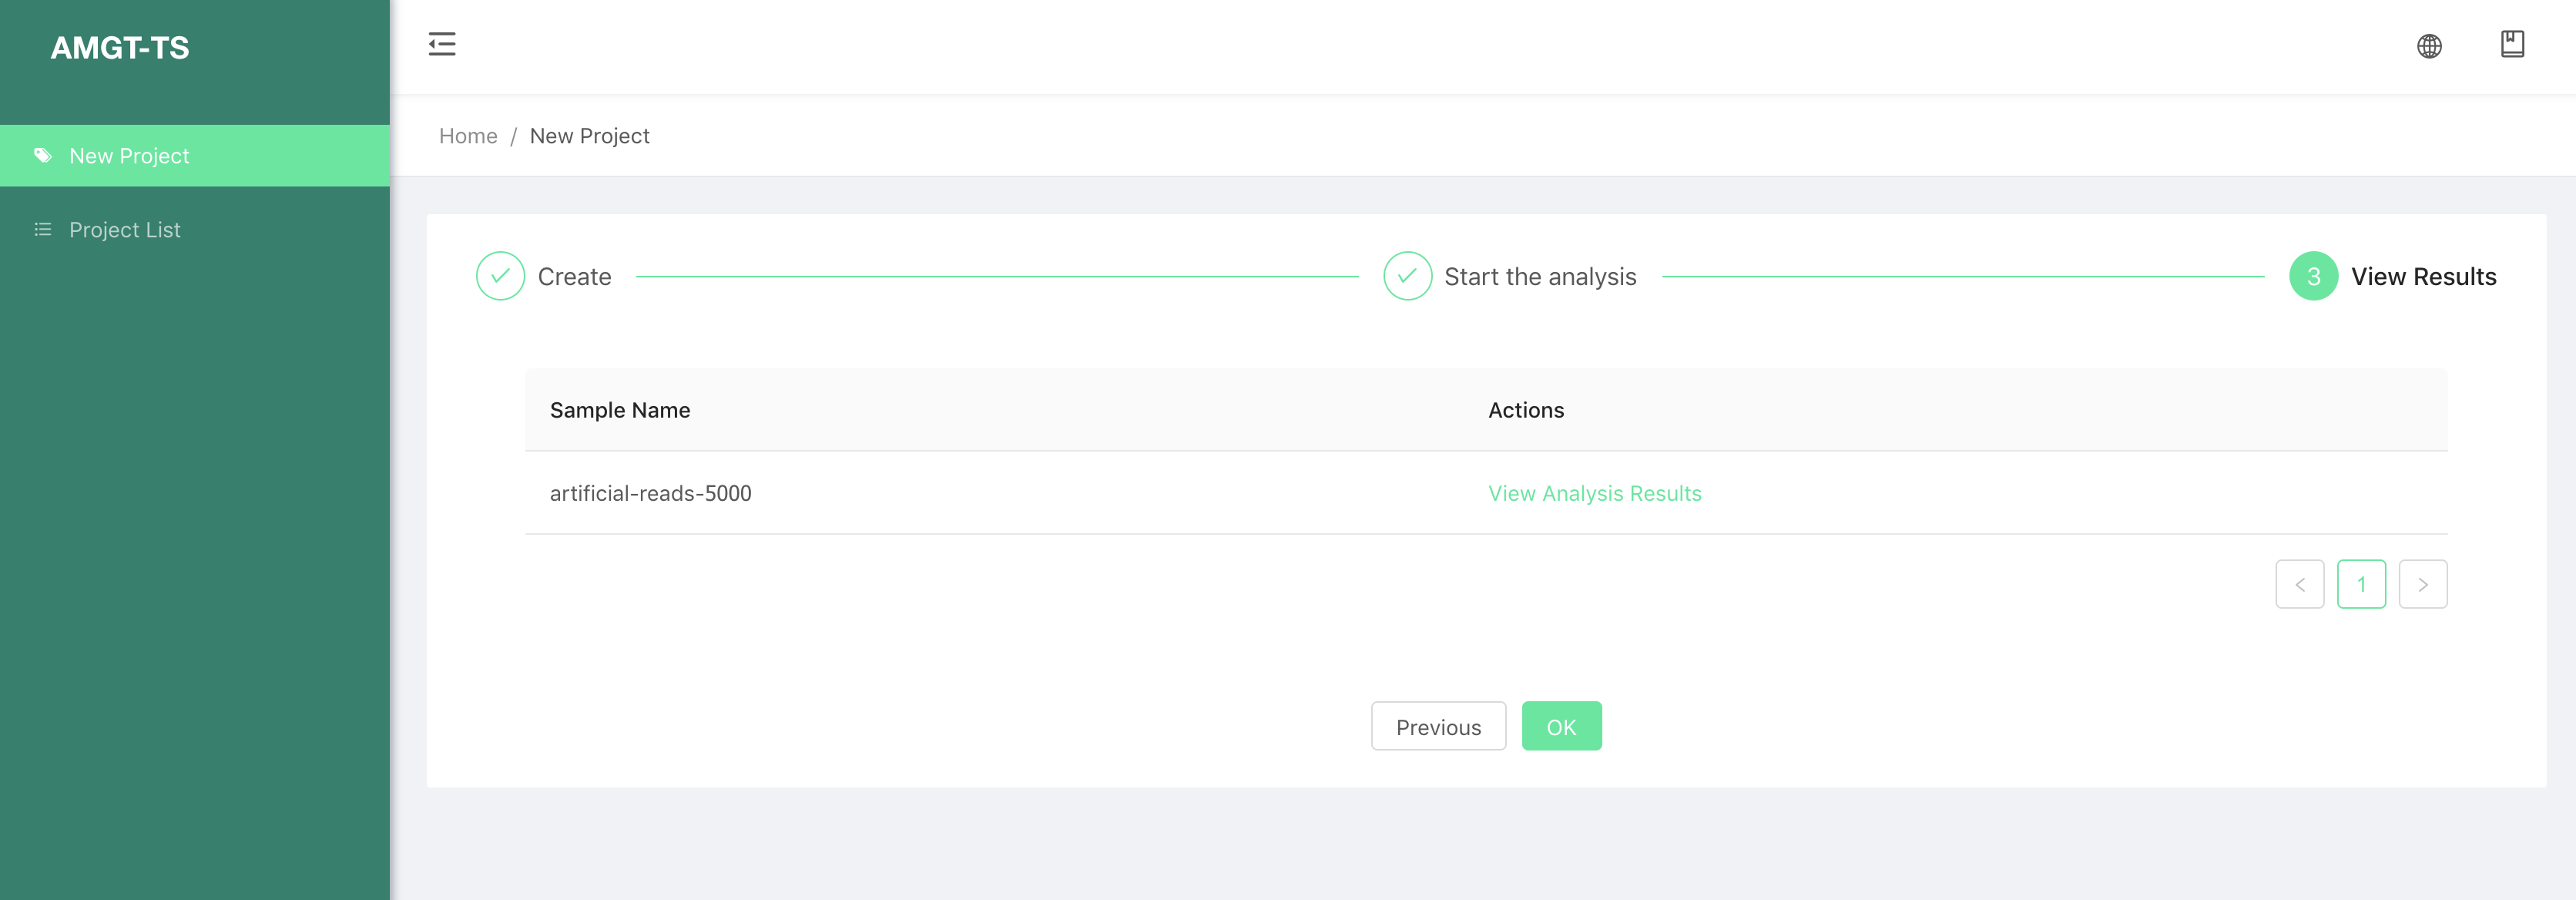 AMGT-TS
New Project
Project List
Home / New Project
Create
Start the analysis
3 View Results
Sample Name Actions
artificial-reads-5000 View Analysis Results
< 1 >
Previous OK